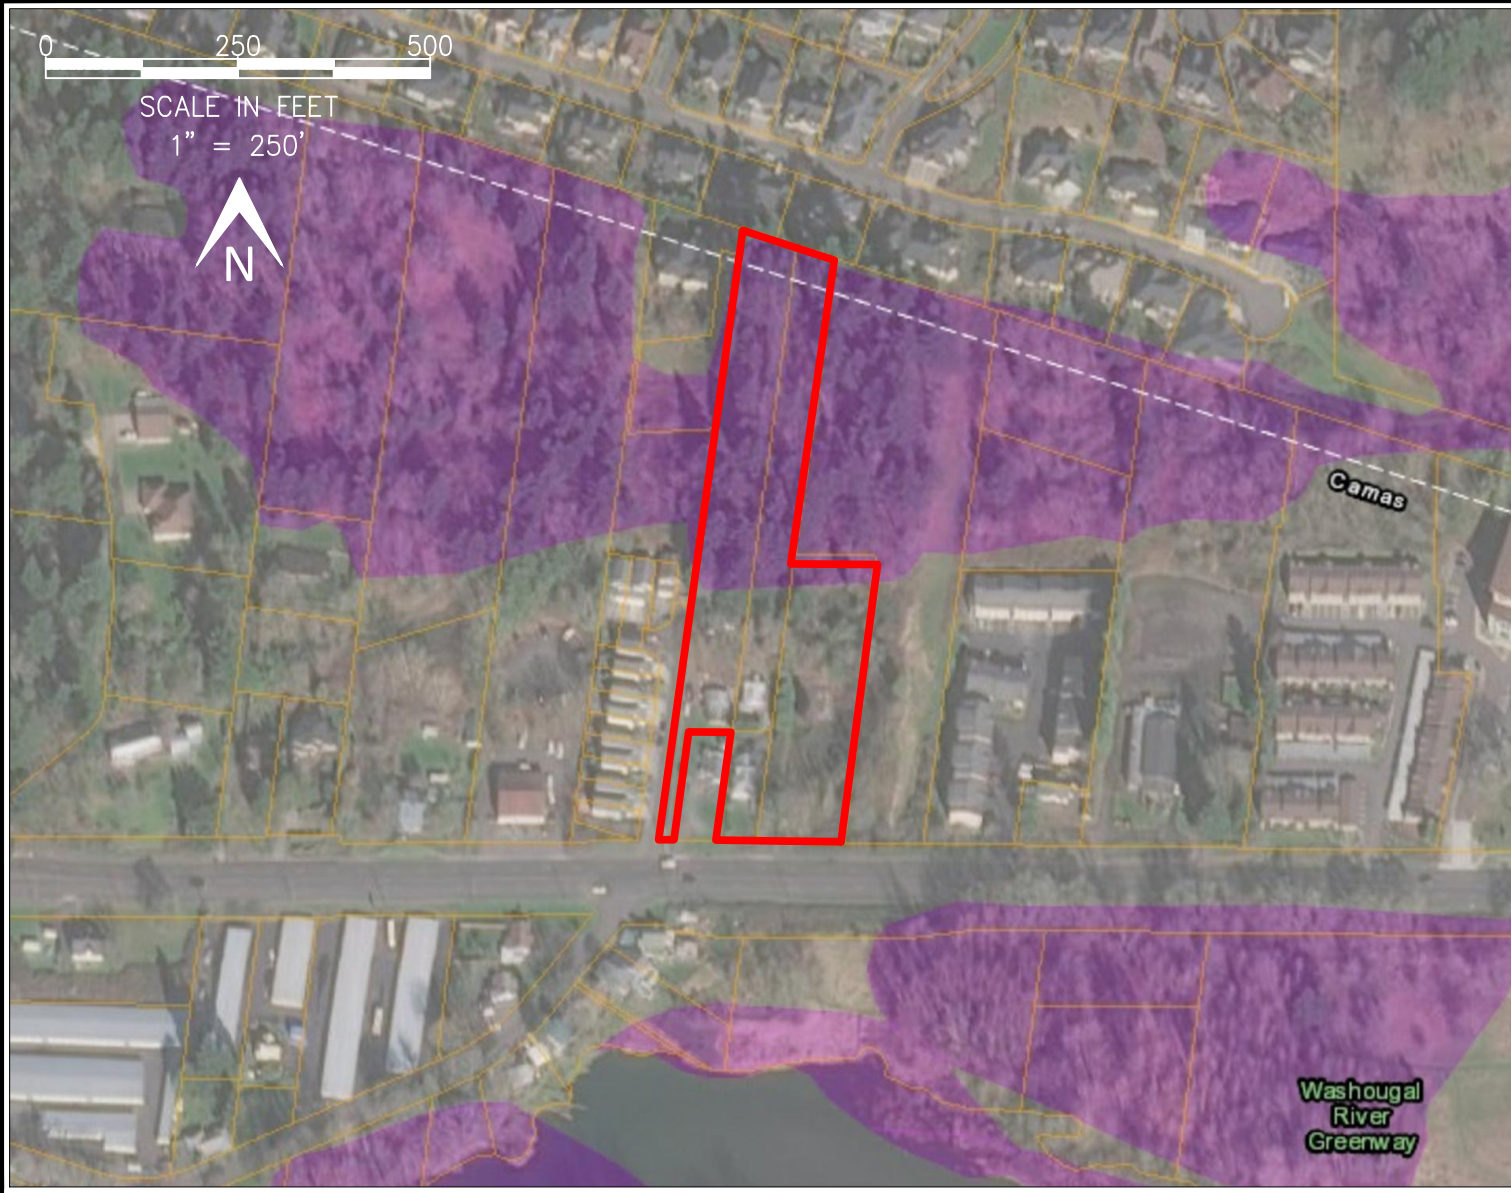 0 250 500
SCALE IN FEET
1" = 250'
N
Camas
Washougal
River
Greenway